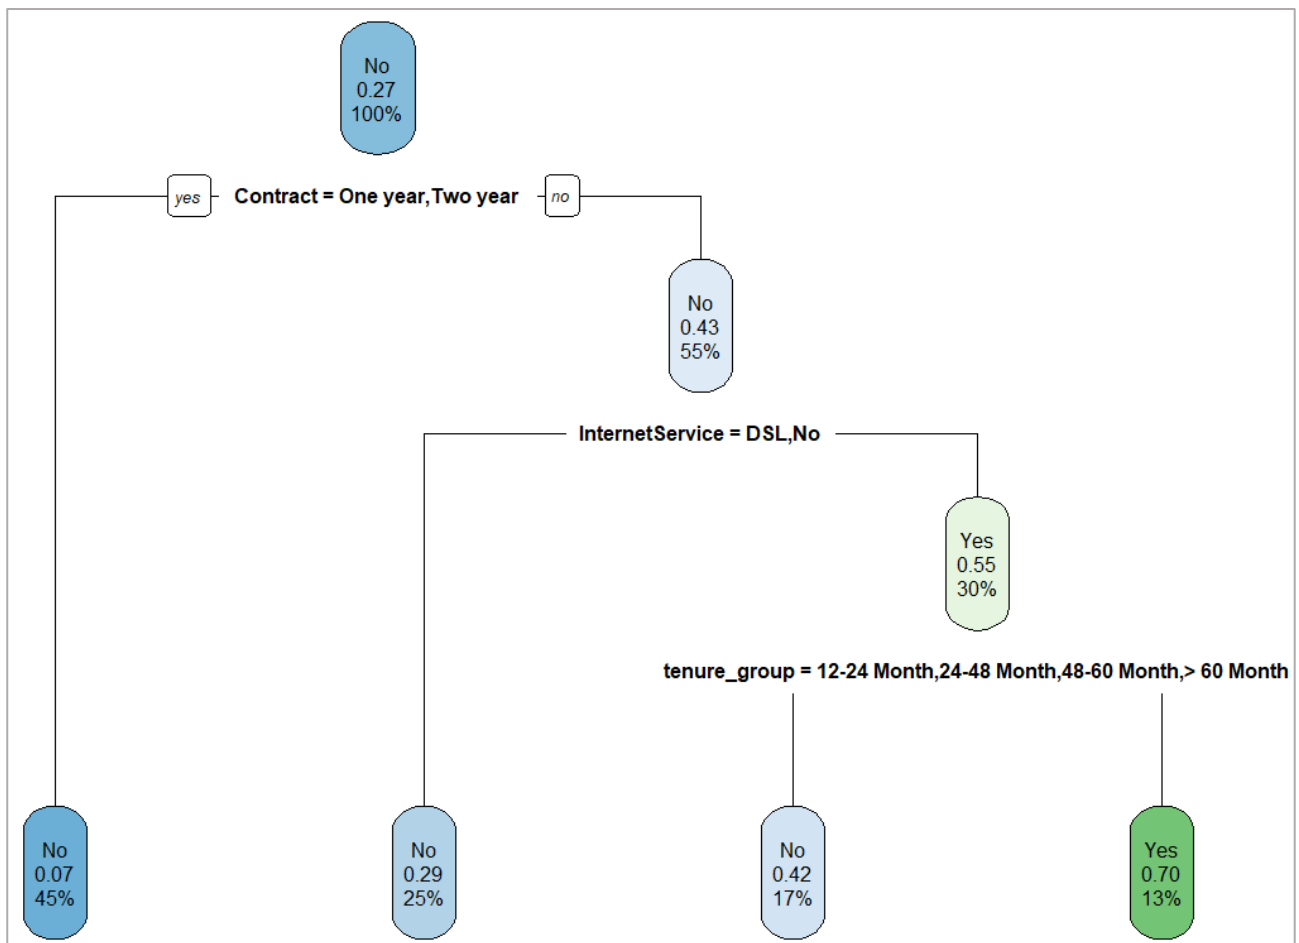 No
0.27
100%
yes
Contract = One year,Two year
no
No
0.43
55%
InternetService = DSL,No
Yes
0.55
30%
tenure_group = 12-24 Month,24-48 Month,48-60 Month,> 60 Month
No
0.07
45%
No
0.29
25%
No
0.42
17%
Yes
0.70
13%